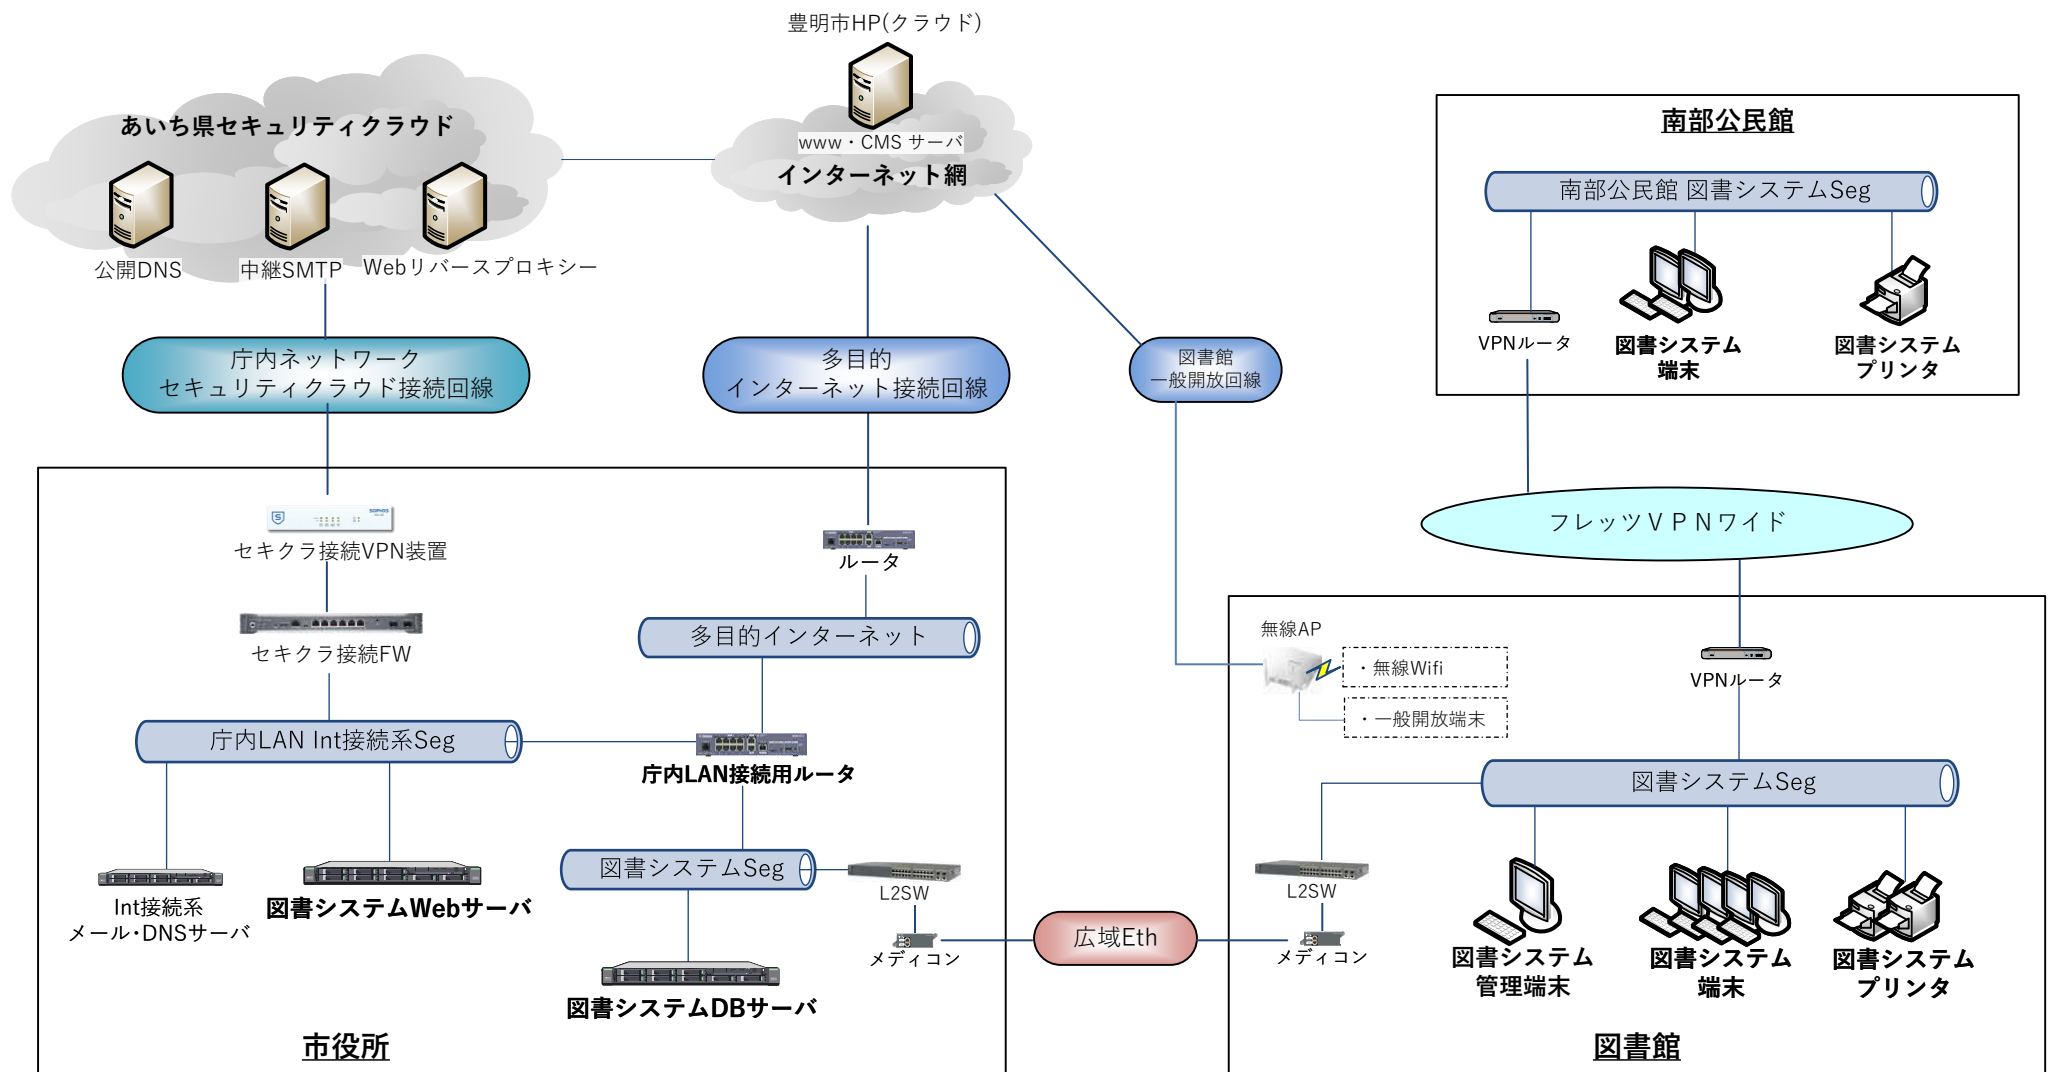 豊明市HP(クラウド)
www・CMS サーバ
インターネット網
あいち県セキュリティクラウド
公開DNS
中継SMTP
Webリバースプロキシー
南部公民館
南部公民館 図書システムSeg
VPNルータ
図書システム
端末
図書システム
プリンタ
庁内ネットワーク
セキュリティクラウド接続回線
多目的
インターネット接続回線
図書館
一般開放回線
フレッツＶＰＮワイド
SOPHOS
セキクラ接続VPN装置
ルータ
セキクラ接続FW
多目的インターネット
無線AP
・無線Wifi
・一般開放端末
VPNルータ
庁内LAN Int接続系Seg
庁内LAN接続用ルータ
図書システムSeg
図書システムSeg
L2SW
L2SW
Int接続系
メール・DNSサーバ
図書システムWebサーバ
メディコン
広域Eth
メディコン
図書システム
管理端末
図書システム
端末
図書システム
プリンタ
図書システムDBサーバ
市役所
図書館